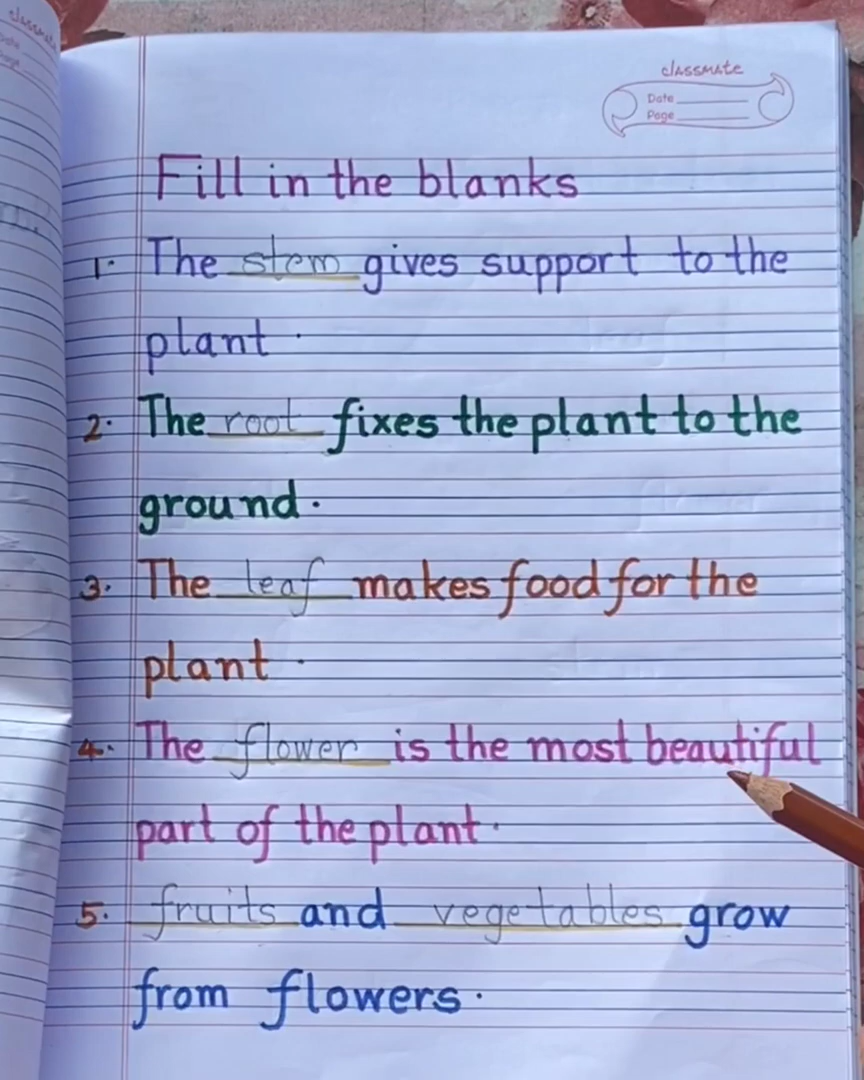 classmate
Date
Page
Fill in the blanks
1. The stem gives support to the
plant.
2. The root fixes the plant to the
ground.
3. The leaf makes food for the
plant.
4. The flower is the most beautiful
part of the plant.
5. fruits and vegetables grow
from flowers.